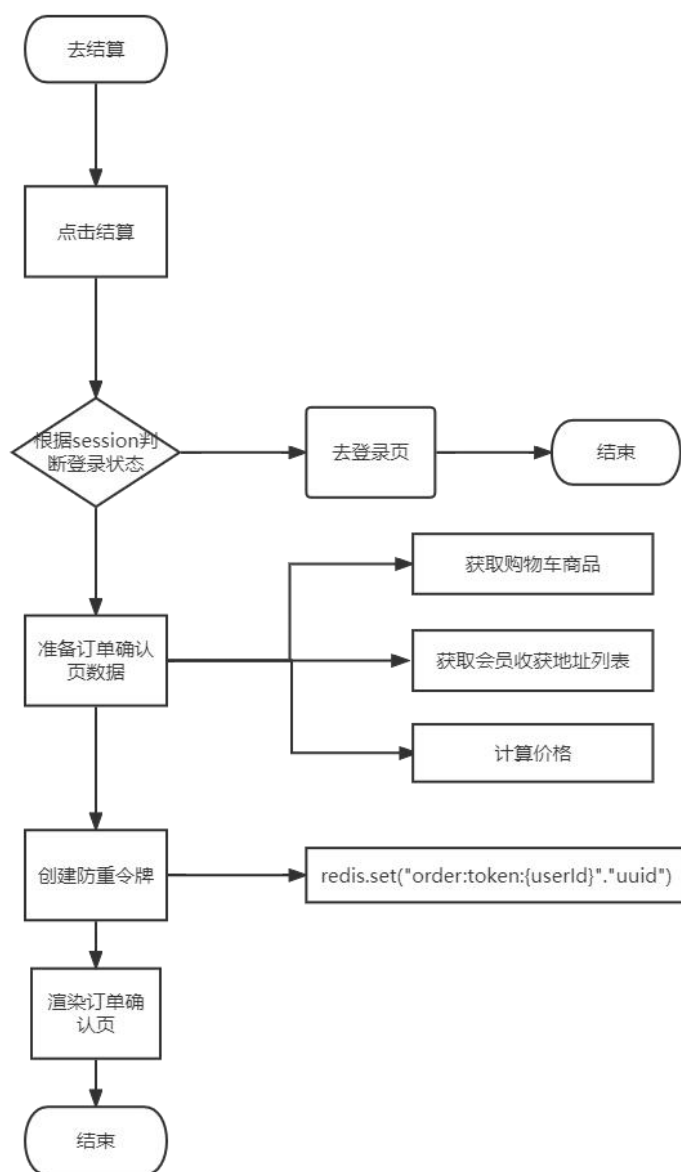 去结算
点击结算
根据session判
断登录状态
去登录页
结束
获取购物车商品
准备订单确认
页数据
获取会员收获地址列表
计算价格
创建防重令牌
redis.set("order:token:{userId}"."uuid")
渲染订单确
认页
结束